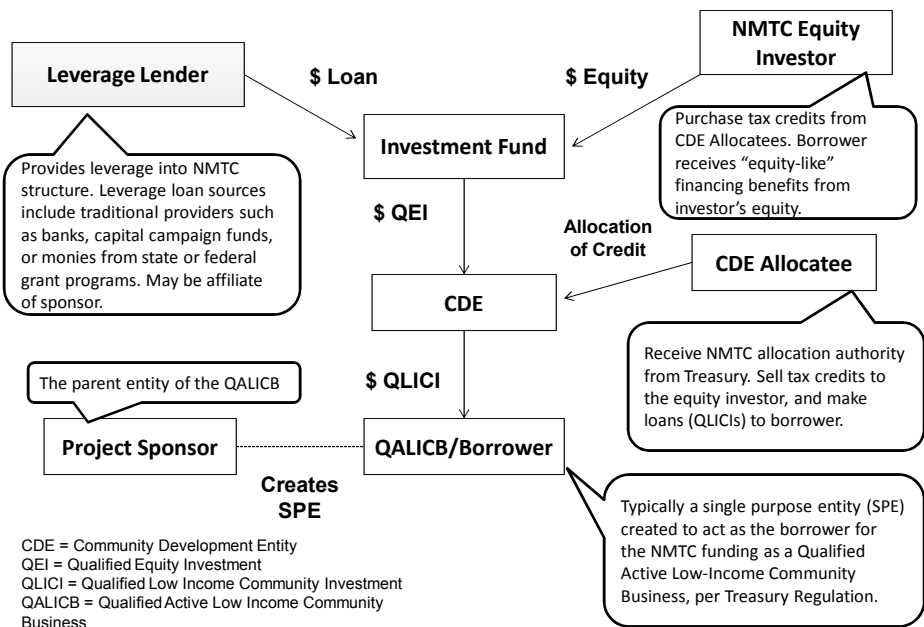 NMTC Equity
Investor
Leverage Lender
$ Loan
$ Equity
Purchase tax credits from
CDE Allocatees. Borrower
receives “equity-like”
financing benefits from
investor’s equity.
Investment Fund
Provides leverage into NMTC
structure. Leverage loan sources
include traditional providers such
as banks, capital campaign funds,
or monies from state or federal
grant programs. May be affiliate
of sponsor.
$ QEI
Allocation
of Credit
CDE Allocatee
CDE
Receive NMTC allocation authority
from Treasury. Sell tax credits to
the equity investor, and make
loans (QLICIs) to borrower.
$ QLICI
The parent entity of the QALICB
Project Sponsor
QALICB/Borrower
Creates
SPE
Typically a single purpose entity (SPE)
created to act as the borrower for
the NMTC funding as a Qualified
Active Low-Income Community
Business, per Treasury Regulation.
CDE = Community Development Entity
QEI = Qualified Equity Investment
QLICI = Qualified Low Income Community Investment
QALICB = Qualified Active Low Income Community
Business